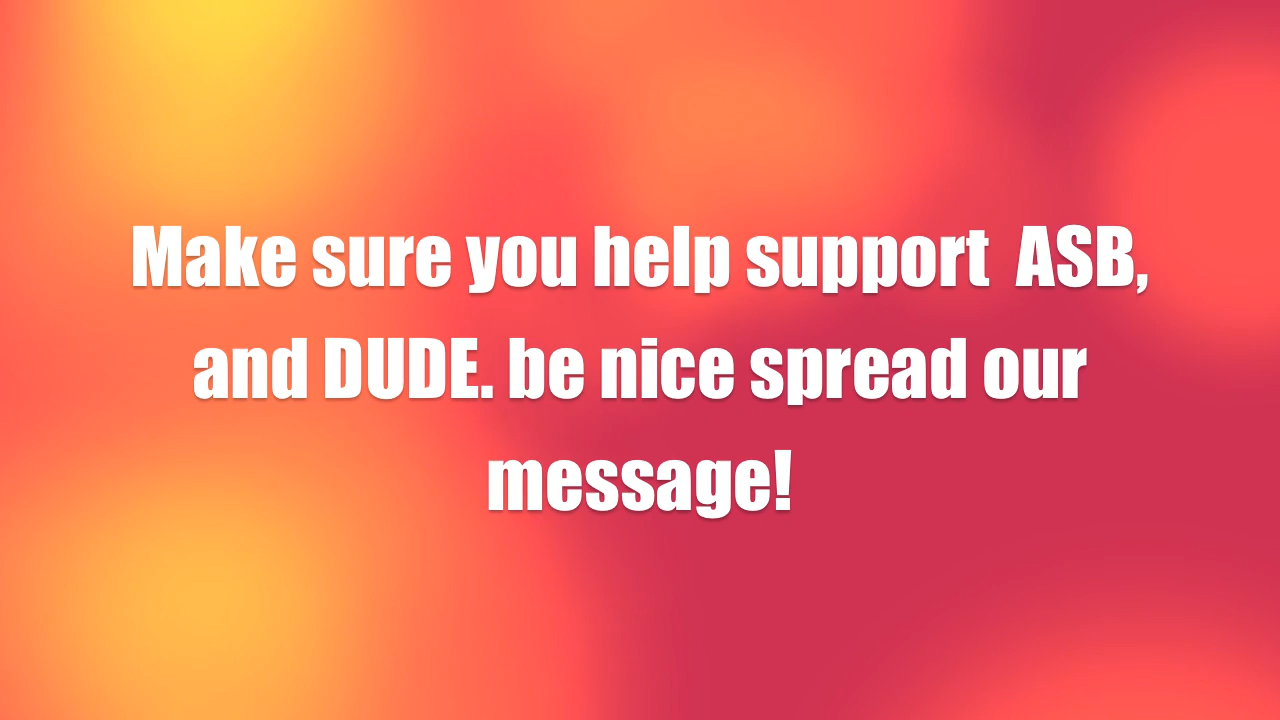 Make sure you help support  ASB,
and DUDE. be nice spread our
message!